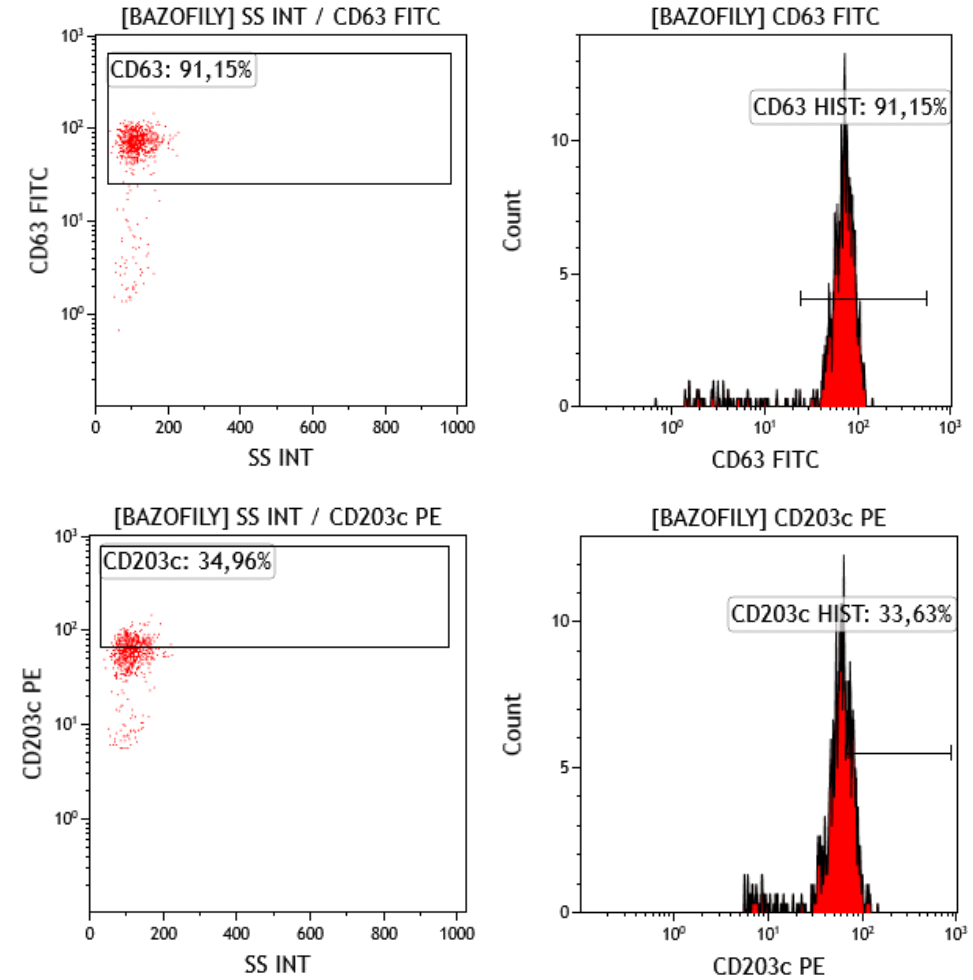 [BAZOFILY] SS INT / CD63 FITC
10³
10²
10¹
10⁰
CD63: 91,15%
CD63 FITC
0 200 400 600 800 1000
SS INT
[BAZOFILY] CD63 FITC
10
5
0
CD63 HIST: 91,15%
Count
10⁰ 10¹ 10² 10³
CD63 FITC
[BAZOFILY] SS INT / CD203c PE
10³
10²
10¹
10⁰
CD203c: 34,96%
CD203c PE
0 200 400 600 800 1000
SS INT
[BAZOFILY] CD203c PE
10
5
0
CD203c HIST: 33,63%
Count
10⁰ 10¹ 10² 10³
CD203c PE